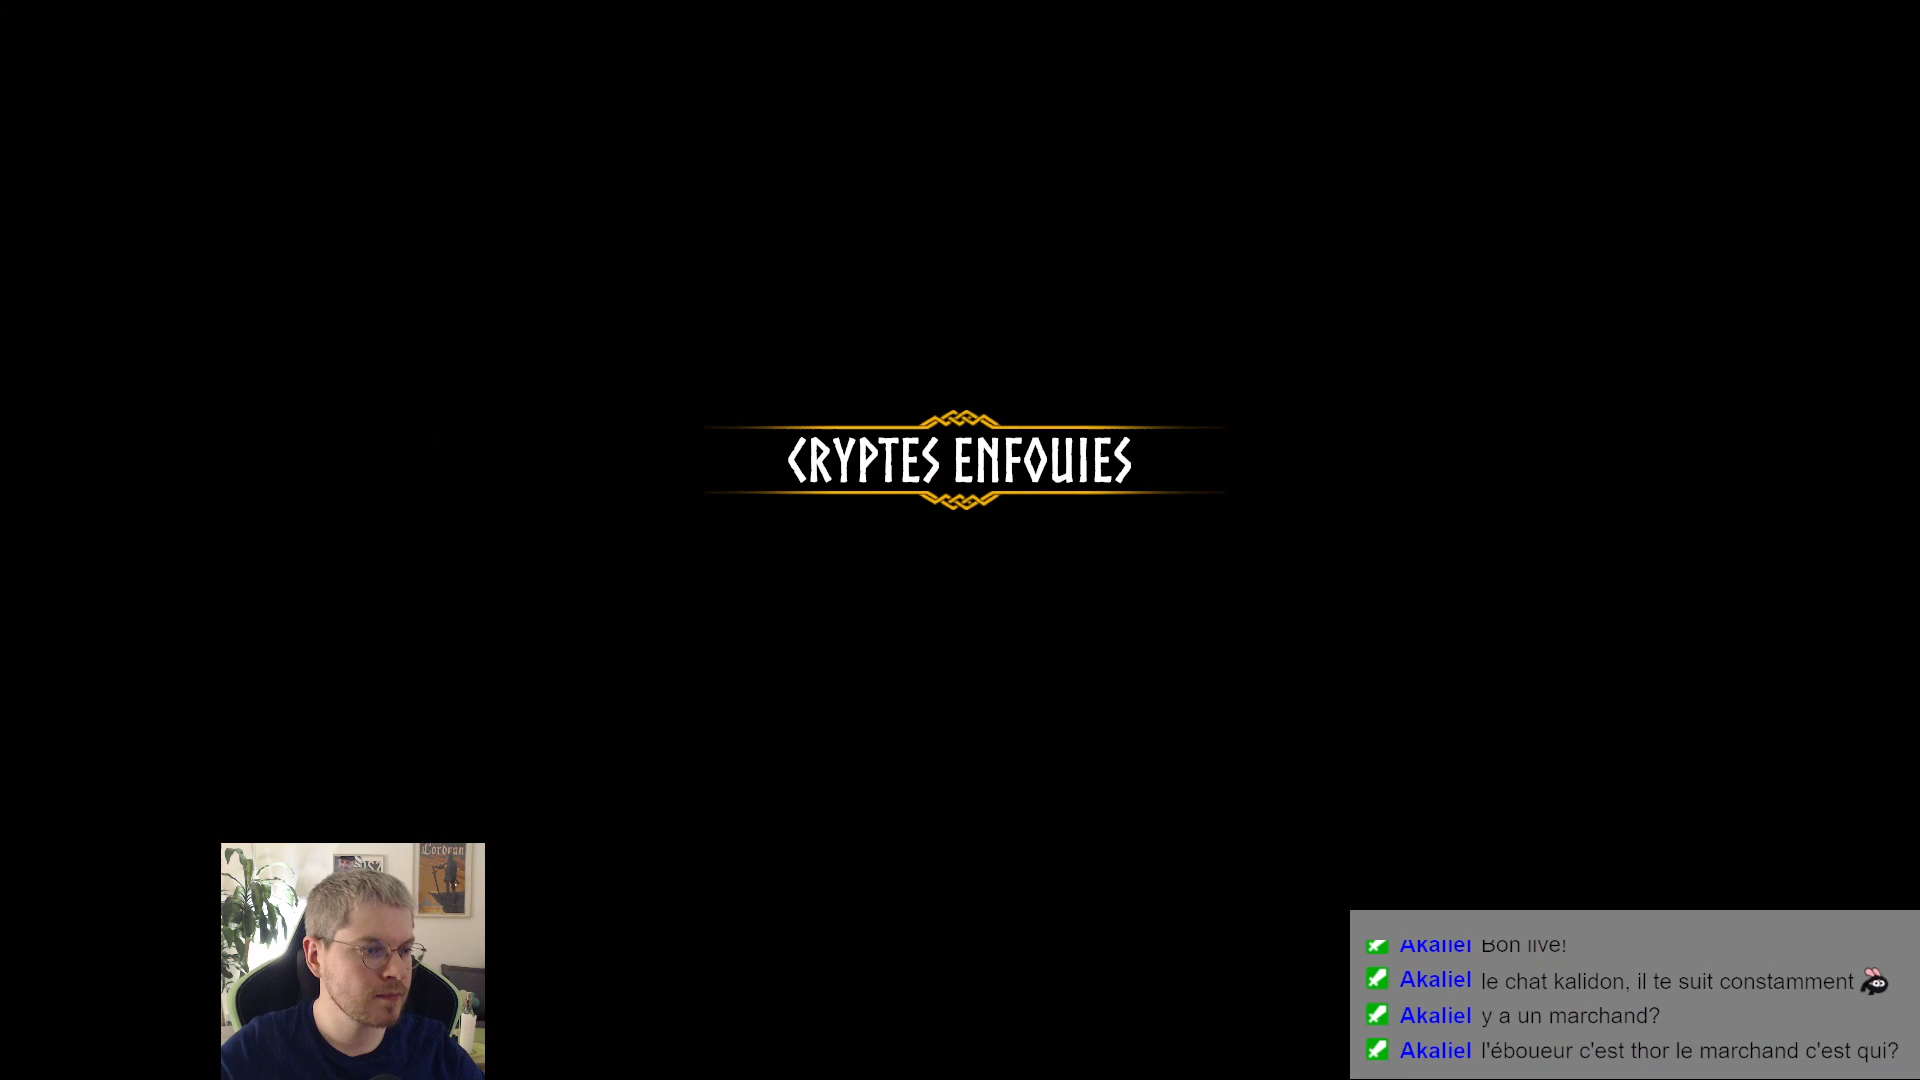 CRYPTES ENFOUIES
Lordran
Akaliel Bon live!
Akaliel le chat kalidon, il te suit constamment
Akaliel y a un marchand?
Akaliel l'éboueur c'est thor le marchand c'est qui?